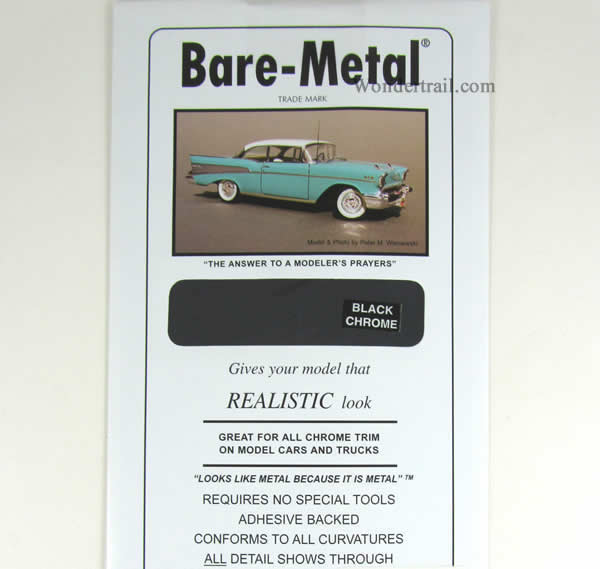 Bare-Metal®
Wondertrail.com
TRADE MARK
Model & Photo by Peter M. Wisniewski
"THE ANSWER TO A MODELER'S PRAYERS"
BLACK
CHROME
Gives your model that
REALISTIC look
GREAT FOR ALL CHROME TRIM
ON MODEL CARS AND TRUCKS
"LOOKS LIKE METAL BECAUSE IT IS METAL" ™
REQUIRES NO SPECIAL TOOLS
ADHESIVE BACKED
CONFORMS TO ALL CURVATURES
ALL DETAIL SHOWS THROUGH